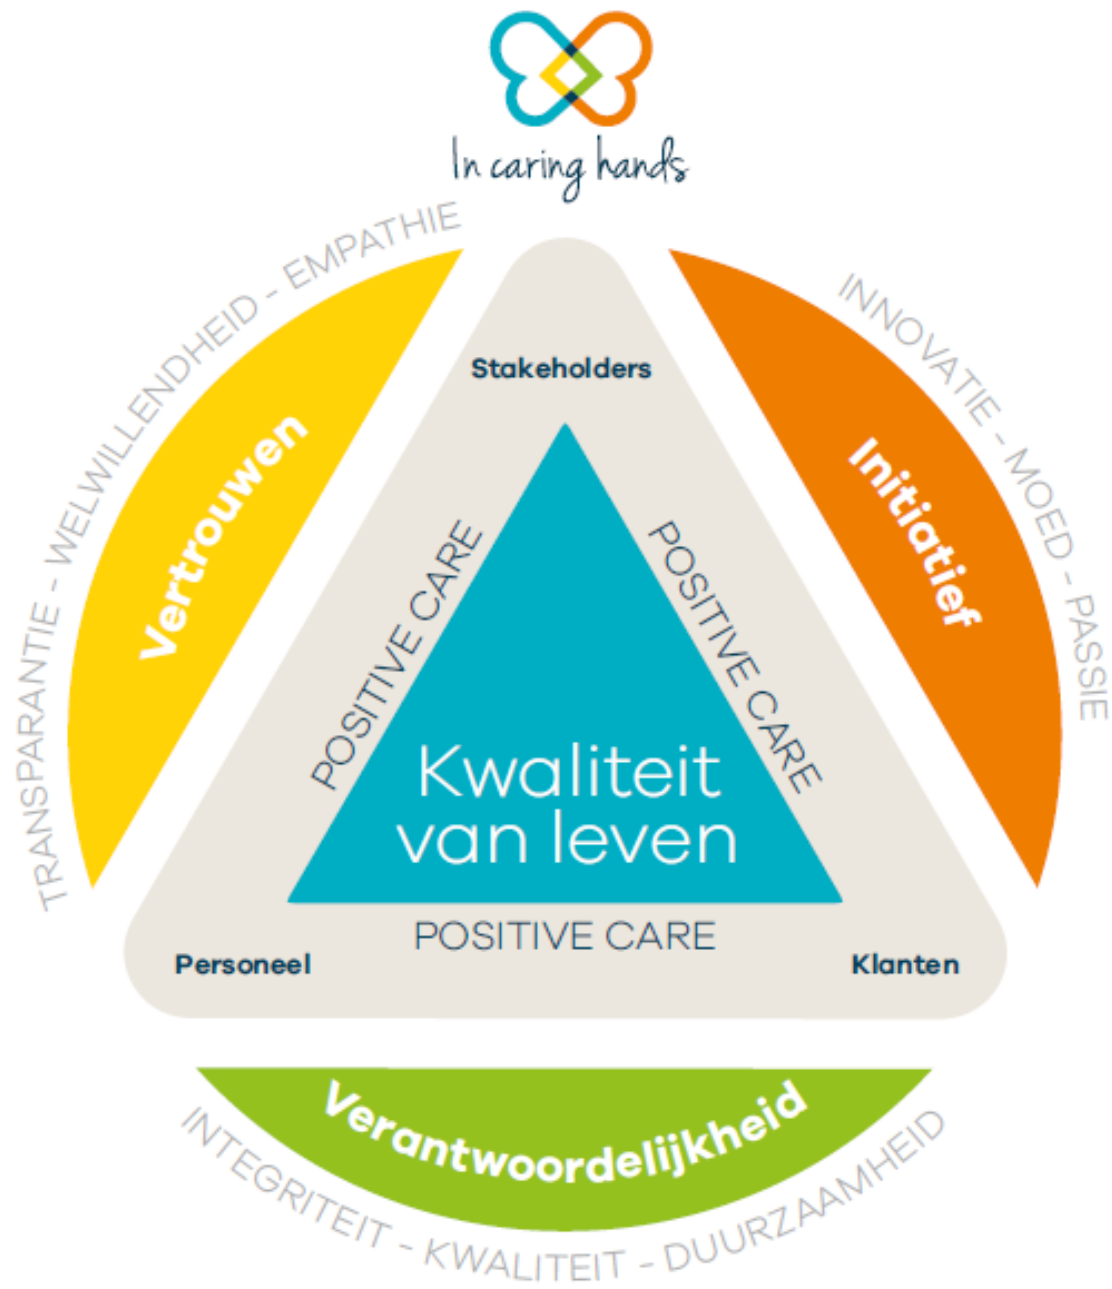 In caring hands
TRANSPARANTIE - WELWILLENDHEID - EMPATHIE
INNOVATIE - MOED - PASSIE
Stakeholders
Vertrouwen
Initiatief
POSITIVE CARE
POSITIVE CARE
Kwaliteit
van leven
POSITIVE CARE
Personeel
Klanten
Verantwoordelijkheid
INTEGRITEIT - KWALITEIT - DUURZAAMHEID